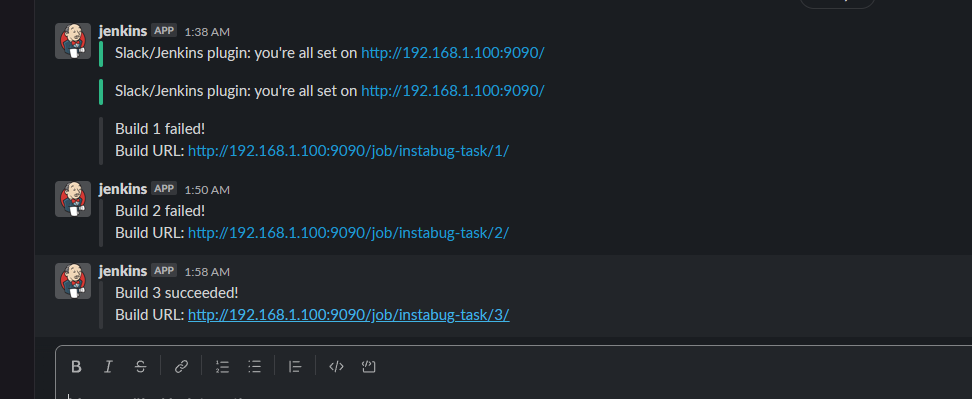 jenkins APP 1:38 AM
Slack/Jenkins plugin: you're all set on http://192.168.1.100:9090/
Slack/Jenkins plugin: you're all set on http://192.168.1.100:9090/
Build 1 failed!
Build URL: http://192.168.1.100:9090/job/instabug-task/1/
jenkins APP 1:50 AM
Build 2 failed!
Build URL: http://192.168.1.100:9090/job/instabug-task/2/
jenkins APP 1:58 AM
Build 3 succeeded!
Build URL: http://192.168.1.100:9090/job/instabug-task/3/
B I S